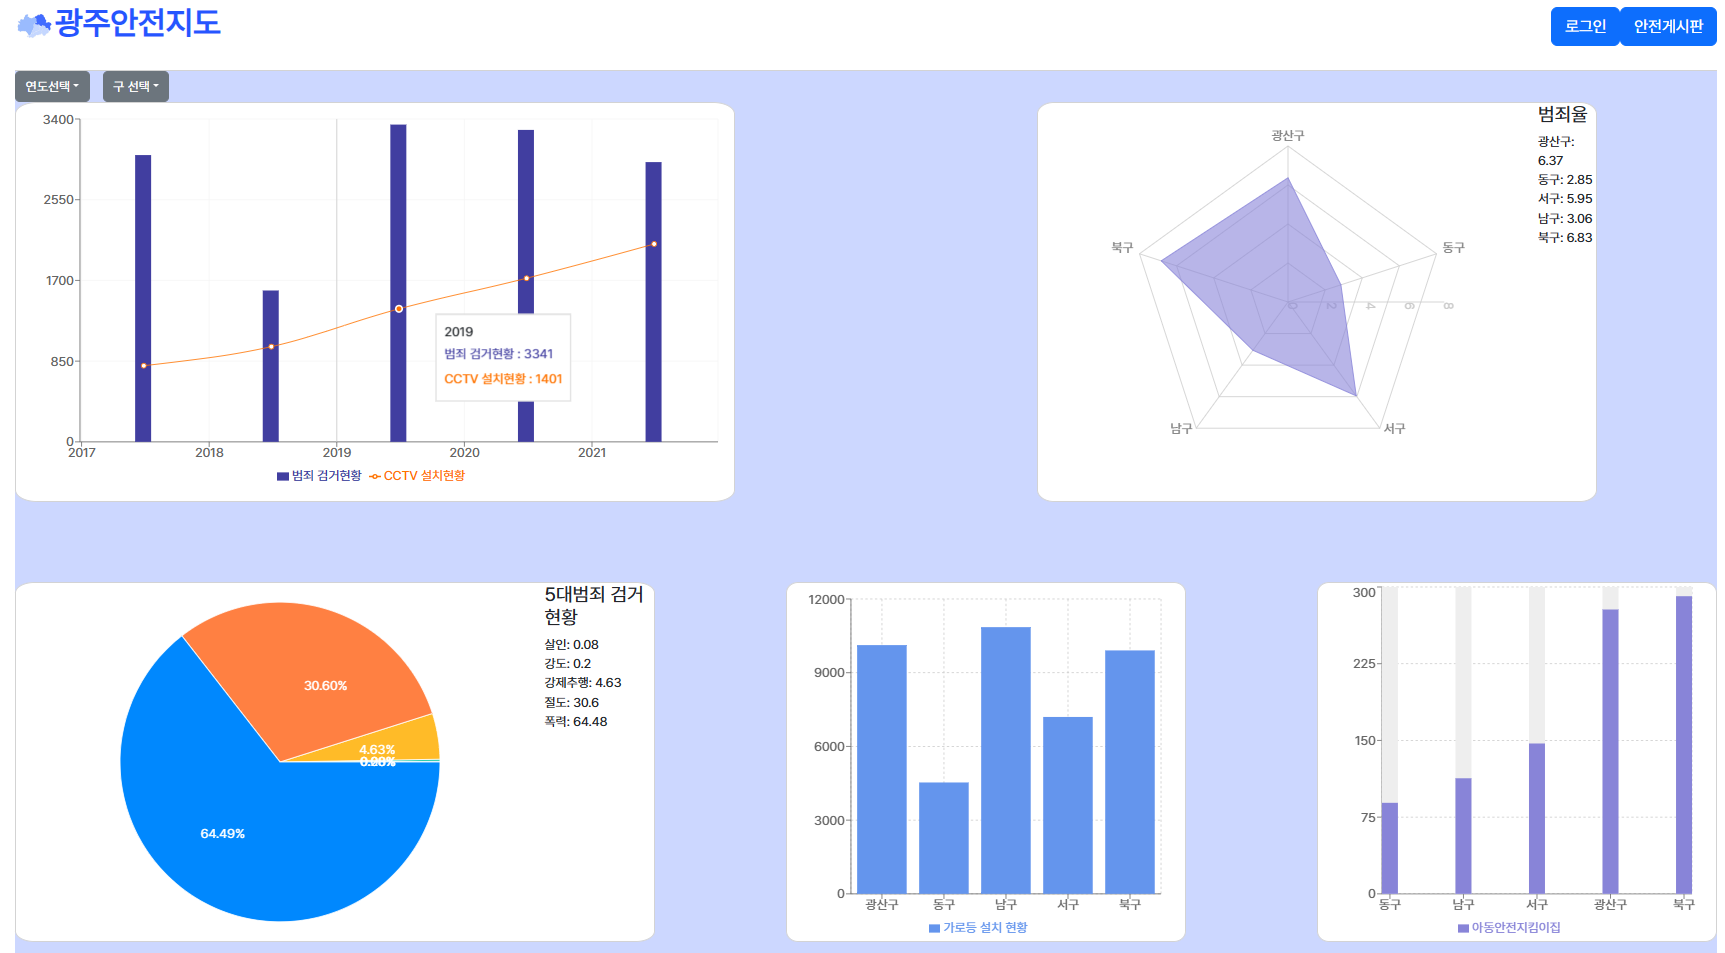 광주안전지도
로그인
안전게시판
연도선택
구 선택
3400
2550
1700
850
0
2017
2018
2019
2020
2021
2019
범죄 검거현황 : 3341
CCTV 설치현황 : 1401
범죄 검거현황
CCTV 설치현황
광산구
북구
동구
남구
서구
0
2
4
6
8
범죄율
광산구:
6.37
동구: 2.85
서구: 5.95
남구: 3.06
북구: 6.83
30.60%
4.63%
64.49%
5대범죄 검거
현황
살인: 0.08
강도: 0.2
강제추행: 4.63
절도: 30.6
폭력: 64.48
12000
9000
6000
3000
0
광산구
동구
남구
서구
북구
가로등 설치 현황
300
225
150
75
0
동구
남구
서구
광산구
북구
아동안전지킴이집